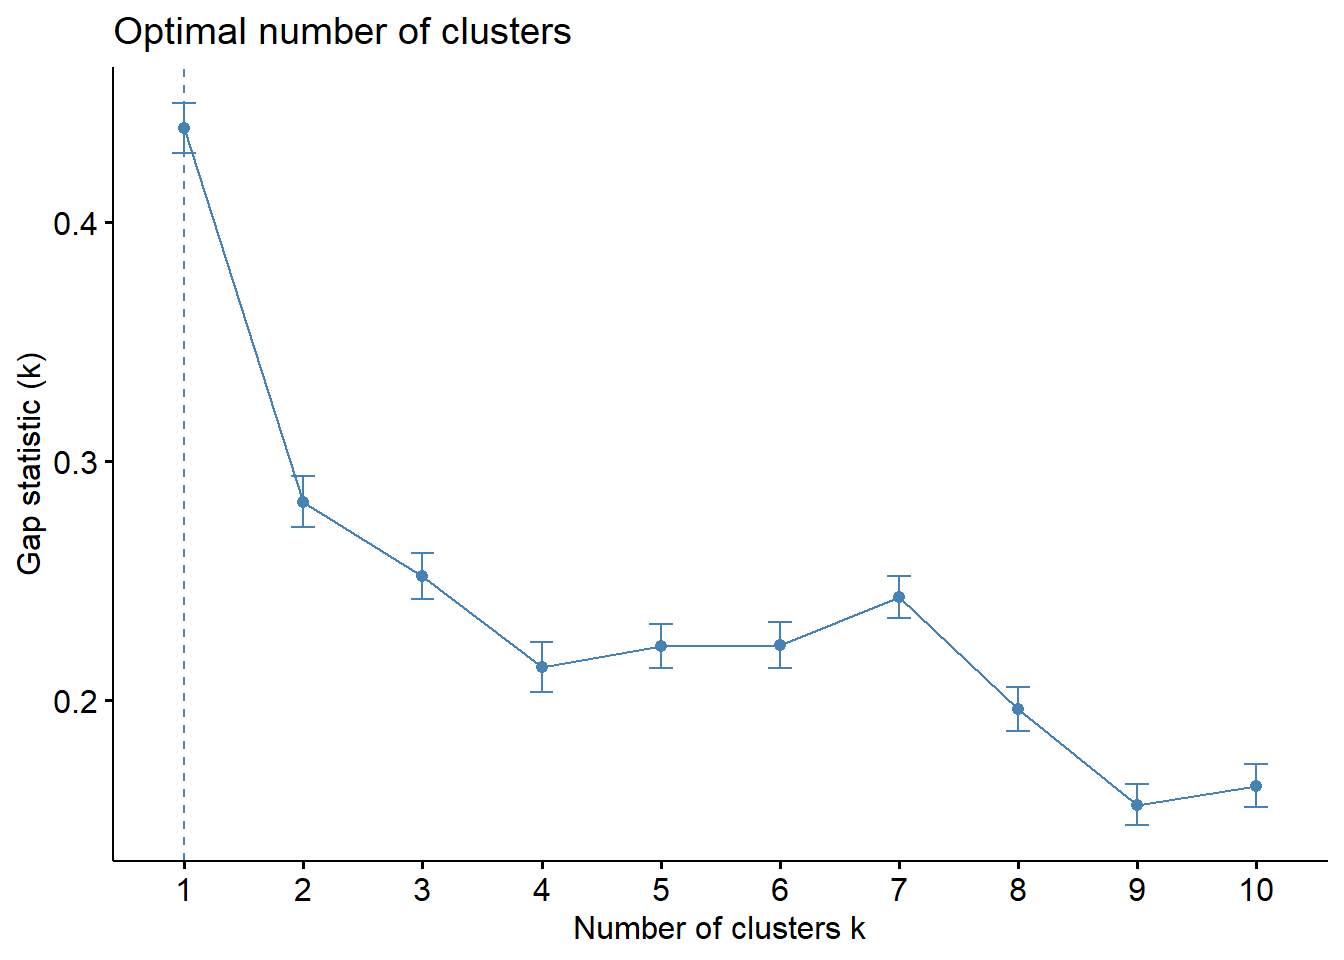 Optimal number of clusters
Gap statistic (k)
0.4
0.3
0.2
1 2 3 4 5 6 7 8 9 10
Number of clusters k